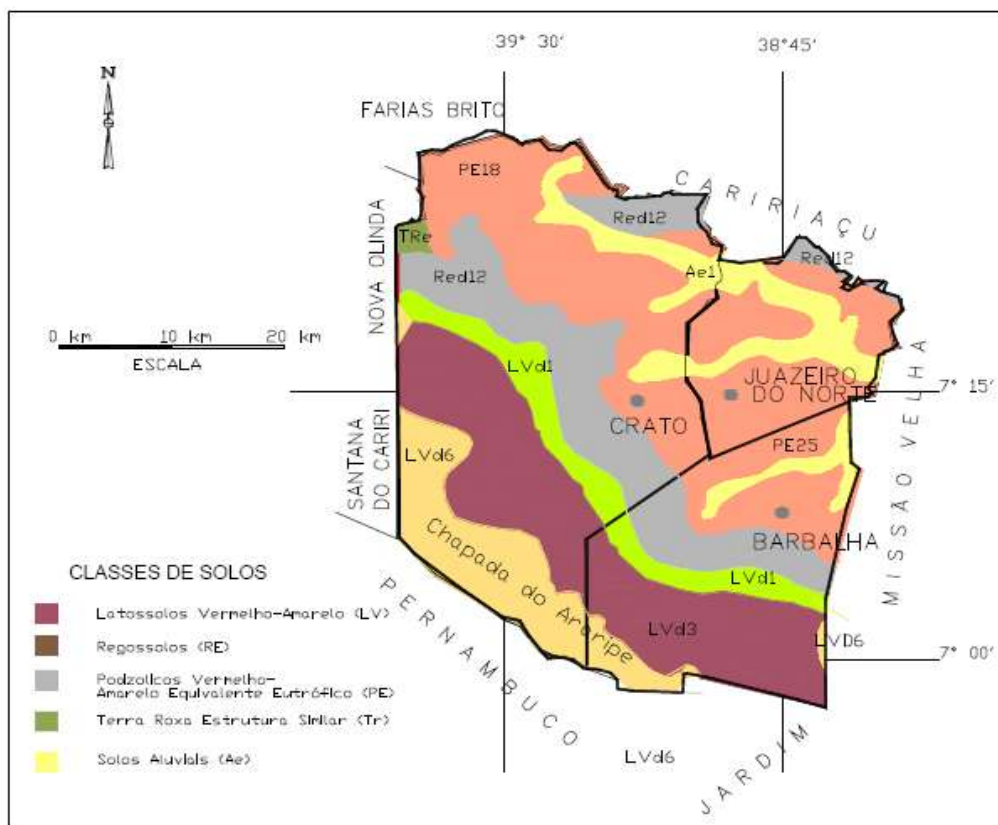 39° 30′
38°45′
N
FARIAS BRITO
CARIRIAÇU
PE18
Red12
TRe
NOVA OLINDA
Red12
Ae1
Red12
0 km 10 km 20 km
ESCALA
LVd1
JUAZEIRO
DO NORTE
7° 15′
CRATO
MISSÃO VELHA
PE25
SANTANA
DO CARIRI
LVd6
Chapada do Araripe
BARBALHA
LVd1
LVd3
LVD6
7° 00′
PERNAMBUCO
LVd6
JARDIM
CLASSES DE SOLOS
Latossolos Vermelho-Amarelo (LV)
Regossolos (RE)
Podzolicos Vermelho-
Amarelo Equivalente Eutrófico (PE)
Terra Roxa Estrutura Similar (Tr)
Solos Aluviais (Ae)